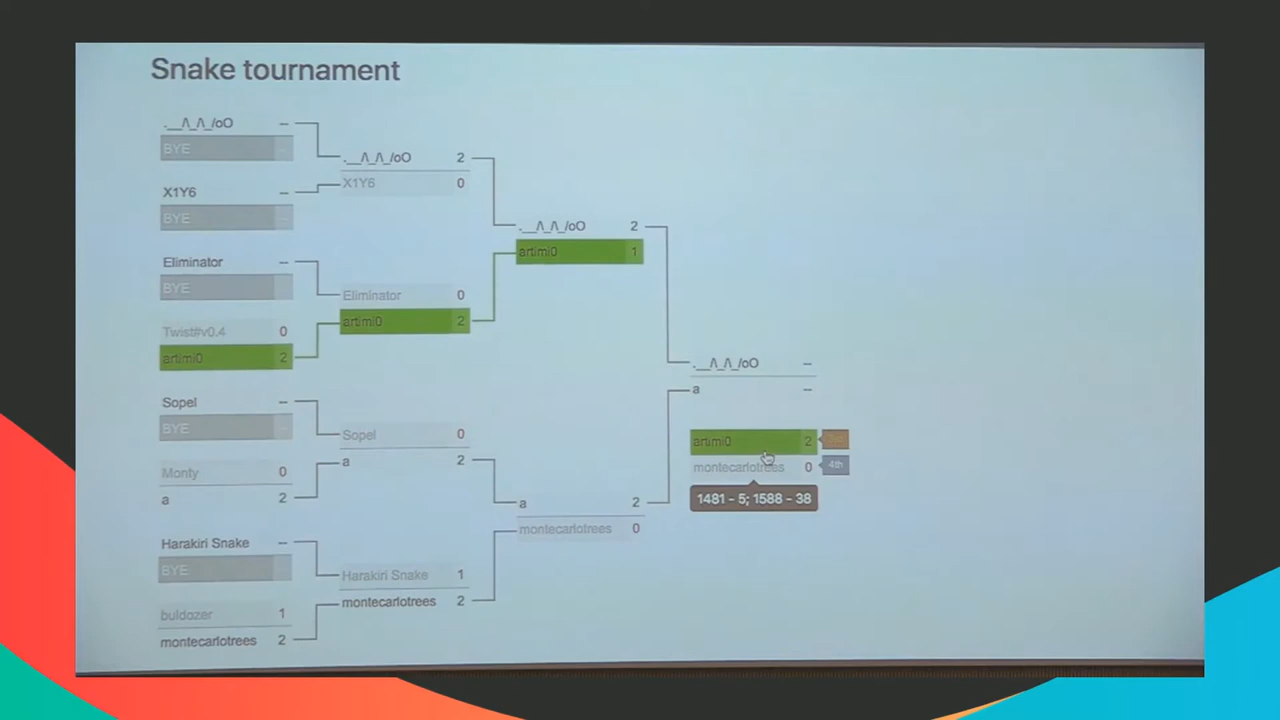 Snake tournament
.__/\_/\_/oO --
BYE
X1Y6 --
BYE
Eliminator --
BYE
Twist#v0.4 0
artimi0 2
Sopel --
BYE
Monty 0
a 2
Harakiri Snake --
BYE
buldozer 1
montecarlotrees 2
.__/\_/\_/oO 2
X1Y6 0
Eliminator 0
artimi0 2
Sopel 0
a 2
Harakiri Snake 1
montecarlotrees 2
.__/\_/\_/oO 2
artimi0 1
a 2
montecarlotrees 0
.__/\_/\_/oO --
a --
artimi0 2
montecarlotrees 0 4th
1481 - 5; 1588 - 38